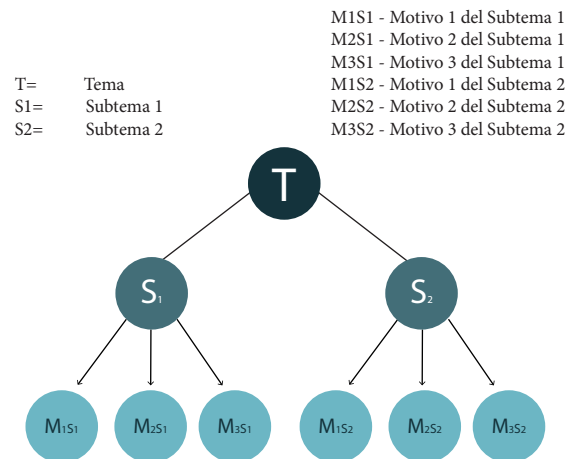 M1S1 - Motivo 1 del Subtema 1
M2S1 - Motivo 2 del Subtema 1
M3S1 - Motivo 3 del Subtema 1
T= Tema M1S2 - Motivo 1 del Subtema 2
S1= Subtema 1 M2S2 - Motivo 2 del Subtema 2
S2= Subtema 2 M3S2 - Motivo 3 del Subtema 2
T
S1 S2
M1S1 M2S1 M3S1 M1S2 M2S2 M3S2